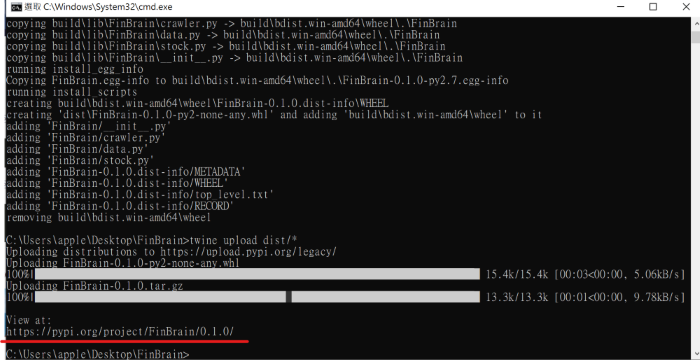 選取 C:\Windows\System32\cmd.exe
copying build\lib\FinBrain\crawler.py -> build\bdist.win-amd64\wheel\.\FinBrain
copying build\lib\FinBrain\data.py -> build\bdist.win-amd64\wheel\.\FinBrain
copying build\lib\FinBrain\stock.py -> build\bdist.win-amd64\wheel\.\FinBrain
copying build\lib\FinBrain\__init__.py -> build\bdist.win-amd64\wheel\.\FinBrain
running install_egg_info
Copying FinBrain.egg-info to build\bdist.win-amd64\wheel\.\FinBrain-0.1.0-py2.7.egg-info
running install_scripts
creating build\bdist.win-amd64\wheel\FinBrain-0.1.0.dist-info\WHEEL
creating 'dist\FinBrain-0.1.0-py2-none-any.whl' and adding 'build\bdist.win-amd64\wheel' to it
adding 'FinBrain/__init__.py'
adding 'FinBrain/crawler.py'
adding 'FinBrain/data.py'
adding 'FinBrain/stock.py'
adding 'FinBrain-0.1.0.dist-info/METADATA'
adding 'FinBrain-0.1.0.dist-info/WHEEL'
adding 'FinBrain-0.1.0.dist-info/top_level.txt'
adding 'FinBrain-0.1.0.dist-info/RECORD'
removing build\bdist.win-amd64\wheel
C:\Users\apple\Desktop\FinBrain>twine upload dist/*
Uploading distributions to https://upload.pypi.org/legacy/
Uploading FinBrain-0.1.0-py2-none-any.whl
100%| 15.4k/15.4k [00:03<00:00, 5.06kB/s]
Uploading FinBrain-0.1.0.tar.gz
100%| 13.3k/13.3k [00:01<00:00, 9.78kB/s]
View at:
https://pypi.org/project/FinBrain/0.1.0/
C:\Users\apple\Desktop\FinBrain>